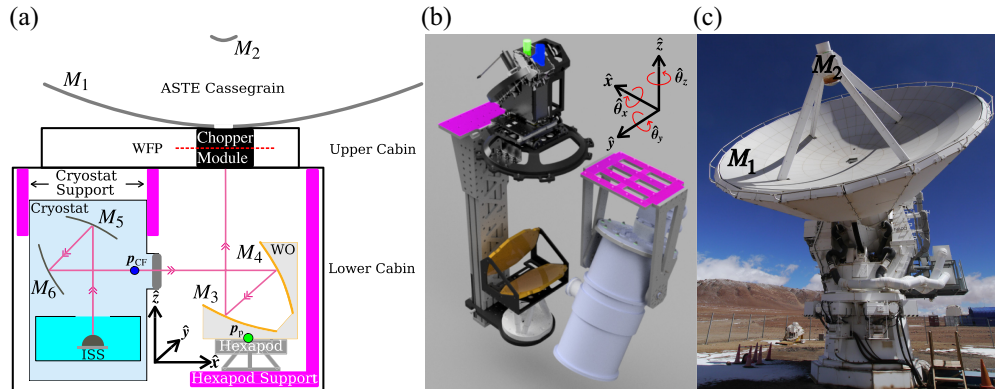 (a)
M2
M1
ASTE Cassegrain
Chopper
Module
WFP
Upper Cabin
Cryostat
Support
Cryostat
M5
pCF
M6
M4
WO
Lower Cabin
M3
ẑ
ŷ
x̂
pp
ISS
Hexapod
Hexapod Support
(b)
ẑ
θ̂z
x̂
θ̂x
θ̂y
ŷ
(c)
M2
M1